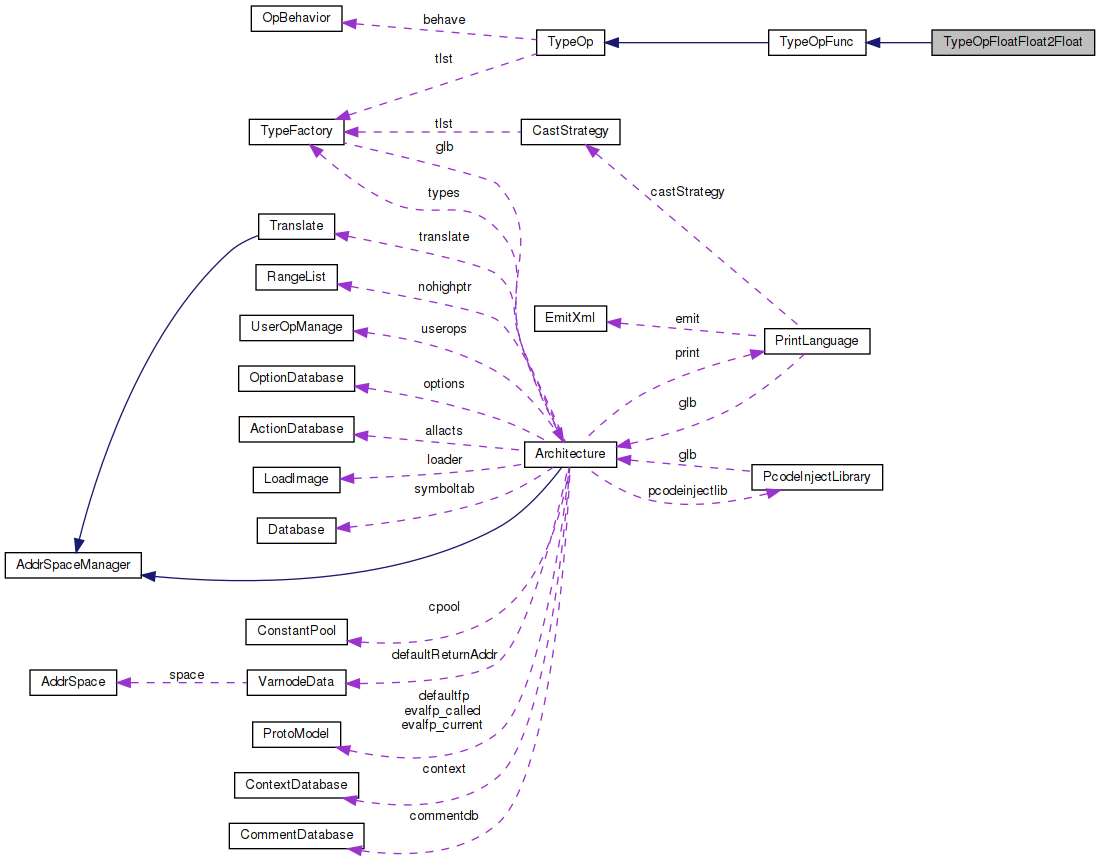 OpBehavior
behave
TypeOp
TypeOpFunc
TypeOpFloatFloat2Float
tlst
TypeFactory
tlst
CastStrategy
glb
types
castStrategy
Translate
translate
RangeList
nohighptr
EmitXml
emit
UserOpManage
userops
PrintLanguage
print
OptionDatabase
options
glb
ActionDatabase
allacts
Architecture
glb
LoadImage
loader
PcodeInjectLibrary
pcodeinjectlib
symboltab
Database
AddrSpaceManager
cpool
ConstantPool
defaultReturnAddr
AddrSpace
space
VarnodeData
defaultfp
evalfp_called
evalfp_current
ProtoModel
context
ContextDatabase
commentdb
CommentDatabase